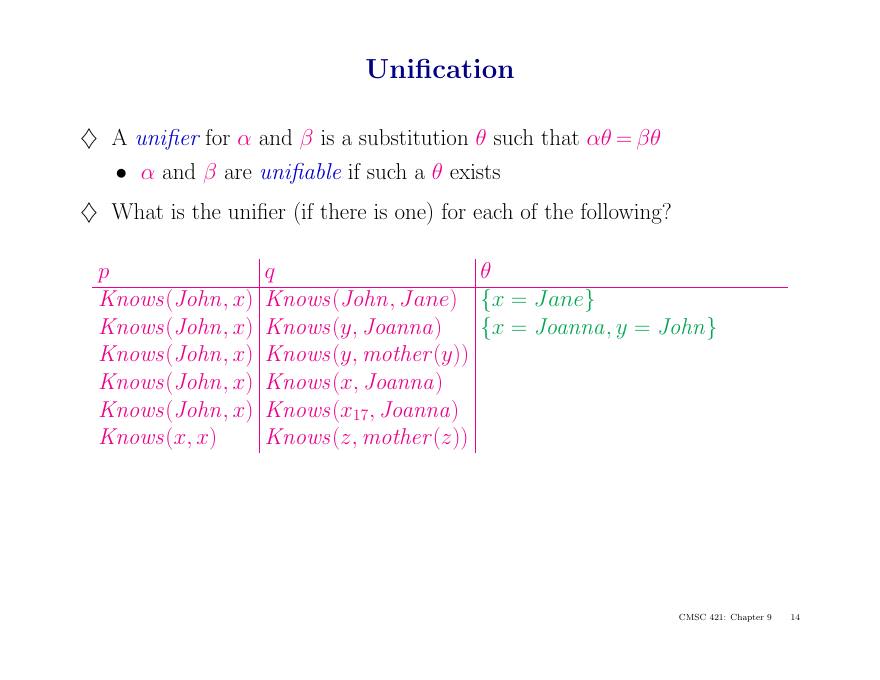 Unification
♢ A unifier for α and β is a substitution θ such that αθ = βθ
• α and β are unifiable if such a θ exists
♢ What is the unifier (if there is one) for each of the following?
p q θ
Knows(John, x) Knows(John, Jane) {x = Jane}
Knows(John, x) Knows(y, Joanna) {x = Joanna, y = John}
Knows(John, x) Knows(y, mother(y))
Knows(John, x) Knows(x, Joanna)
Knows(John, x) Knows(x₁₇, Joanna)
Knows(x, x) Knows(z, mother(z))
CMSC 421: Chapter 9 14